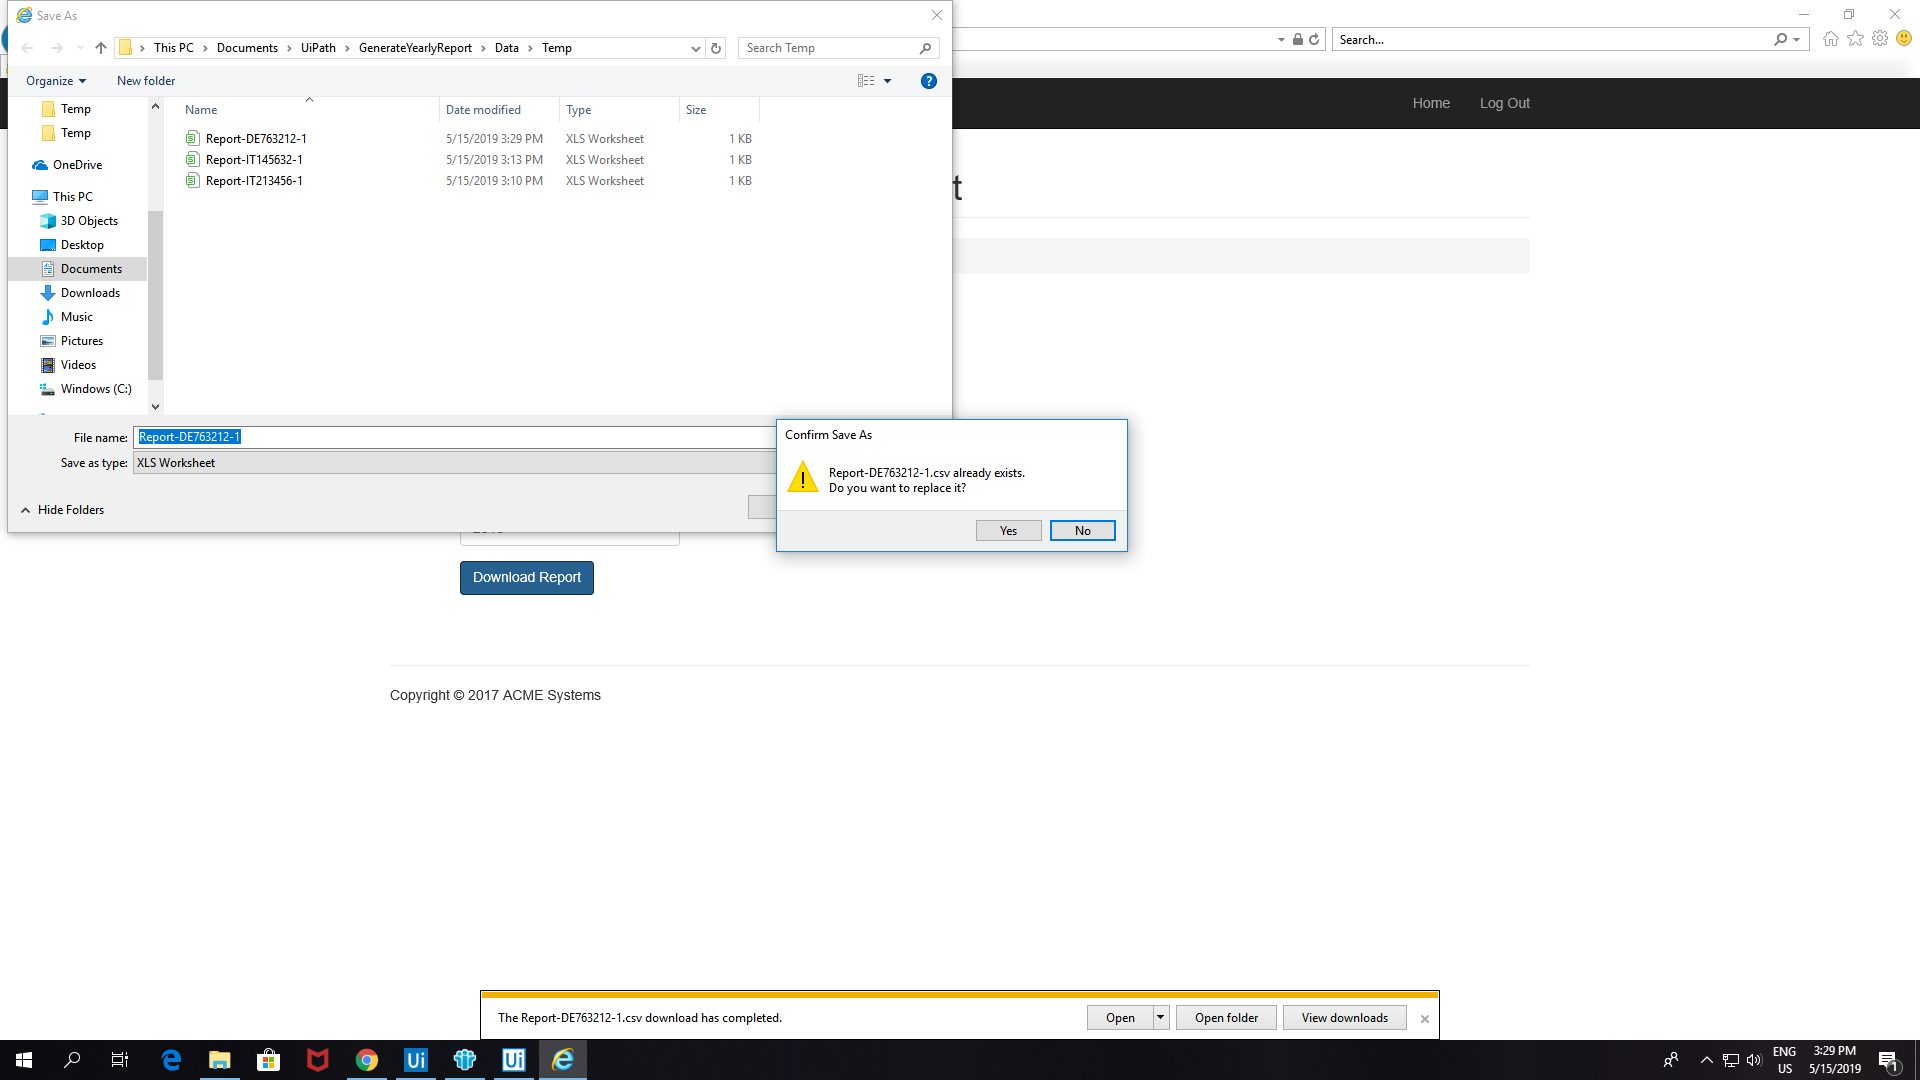 Save As
This PC > Documents > UiPath > GenerateYearlyReport > Data > Temp
Search Temp
Search...
Organize
New folder
Home
Log Out
Temp
Temp
OneDrive
This PC
3D Objects
Desktop
Documents
Downloads
Music
Pictures
Videos
Windows (C:)
Name Date modified Type Size
Report-DE763212-1 5/15/2019 3:29 PM XLS Worksheet 1 KB
Report-IT145632-1 5/15/2019 3:13 PM XLS Worksheet 1 KB
Report-IT213456-1 5/15/2019 3:10 PM XLS Worksheet 1 KB
t
File name: Report-DE763212-1
Save as type: XLS Worksheet
Hide Folders
Confirm Save As
Report-DE763212-1.csv already exists.
Do you want to replace it?
Yes
No
Download Report
Copyright © 2017 ACME Systems
The Report-DE763212-1.csv download has completed.
Open
Open folder
View downloads
Ui
Ui
ENG
US
3:29 PM
5/15/2019
1